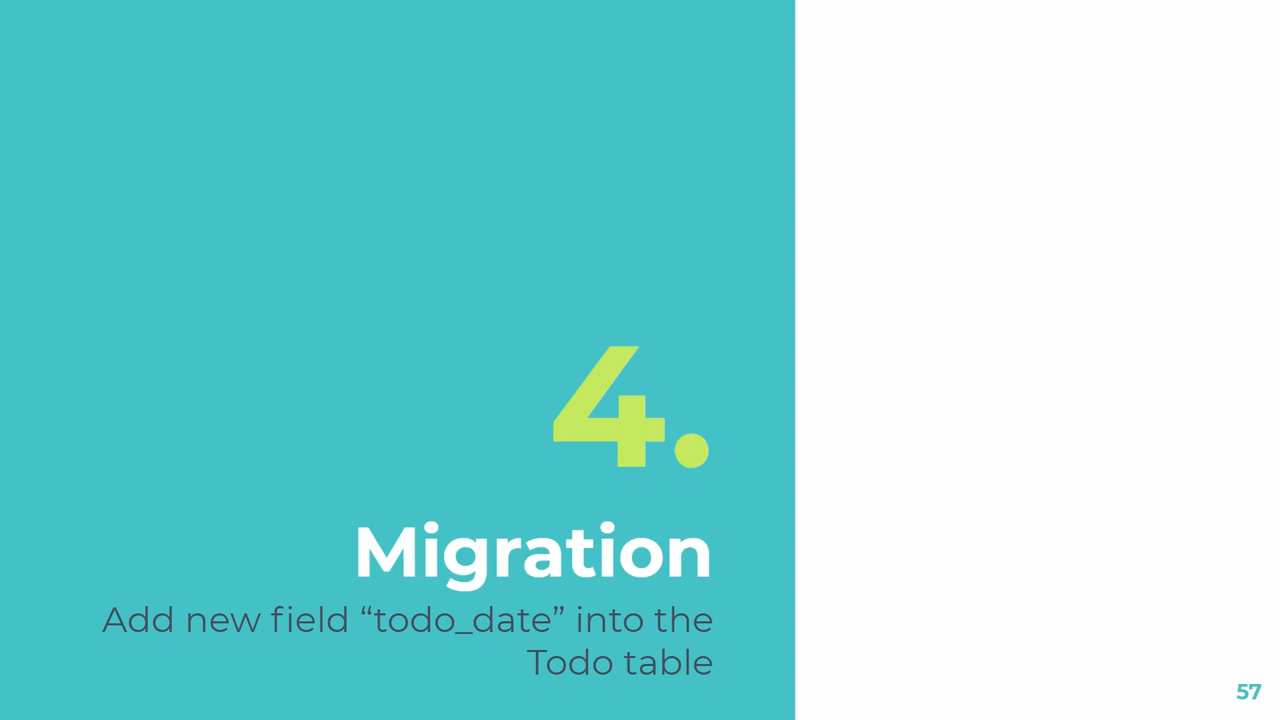 4.
Migration
Add new field “todo_date” into the
Todo table
57